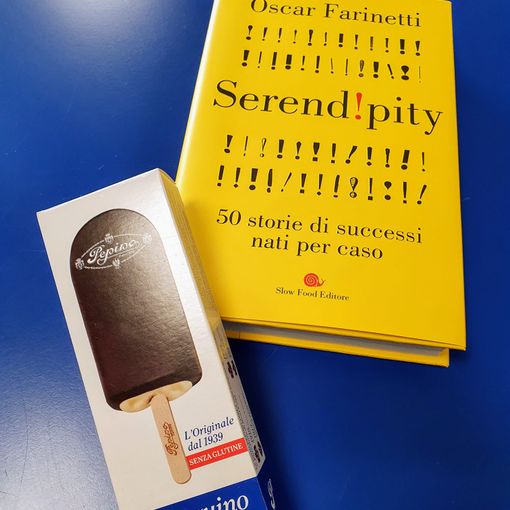 Oscar Farinetti
Serend!pity
50 storie di successi
nati per caso
Slow Food Editore
Pepino
L'Originale
dal 1939
SENZA GLUTINE